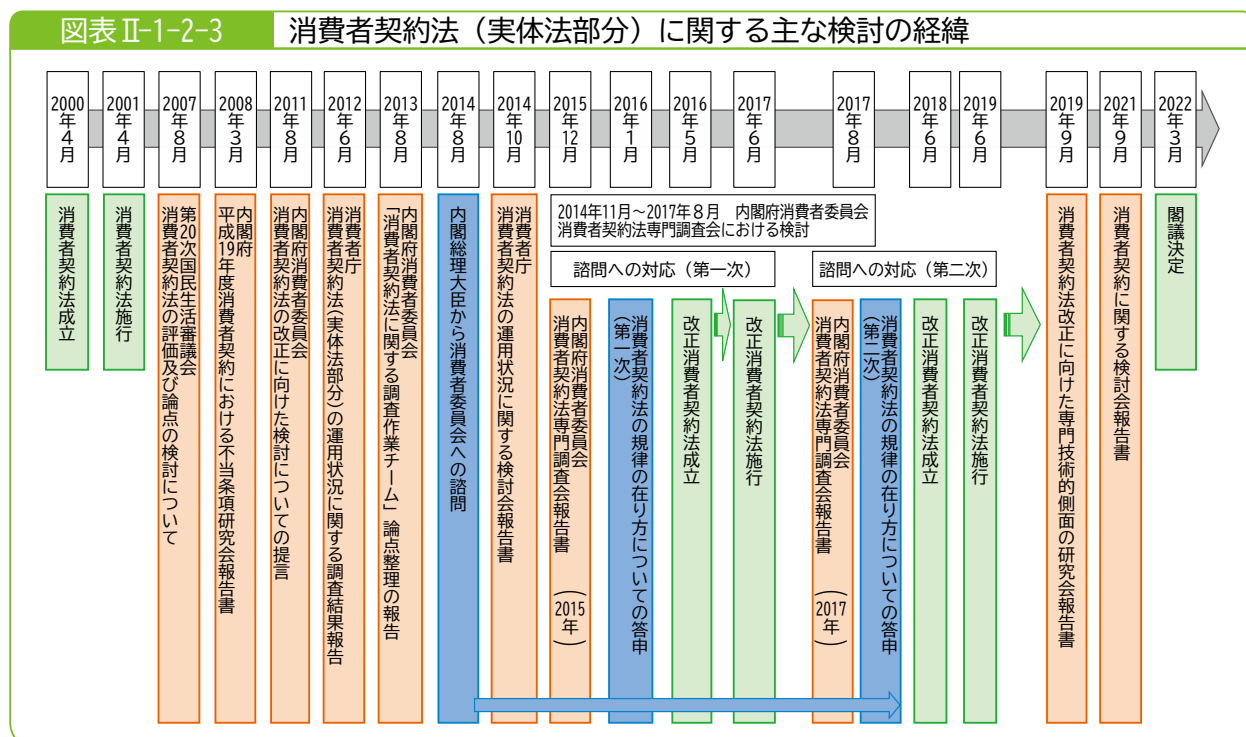 図表Ⅱ-1-2-3
消費者契約法（実体法部分）に関する主な検討の経緯
2000年4月
2001年4月
2007年8月
2008年3月
2011年8月
2012年6月
2013年8月
2014年8月
2014年10月
2015年12月
2016年1月
2016年5月
2017年6月
2017年8月
2018年6月
2019年6月
2019年9月
2021年9月
2022年3月
消費者契約法成立
消費者契約法施行
第20次国民生活審議会
消費者契約法の評価及び論点の検討について
内閣府
平成19年度消費者契約における不当条項研究会報告書
内閣府消費者委員会
消費者契約法の改正に向けた検討についての提言
消費者庁
消費者契約法（実体法部分）の運用状況に関する調査結果報告
内閣府消費者委員会
「消費者契約法に関する調査作業チーム」論点整理の報告
内閣総理大臣から消費者委員会への諮問
消費者庁
消費者契約法の運用状況に関する検討会報告書
2014年11月～2017年８月　内閣府消費者委員会
消費者契約法専門調査会における検討
諮問への対応（第一次）
諮問への対応（第二次）
内閣府消費者委員会
消費者契約法専門調査会報告書（2015年）
消費者契約法の規律の在り方についての答申
（第一次）
改正消費者契約法成立
改正消費者契約法施行
内閣府消費者委員会
消費者契約法専門調査会報告書（2017年）
消費者契約法の規律の在り方についての答申
（第二次）
改正消費者契約法成立
改正消費者契約法施行
消費者契約法改正に向けた専門技術的側面の研究会報告書
消費者契約に関する検討会報告書
閣議決定